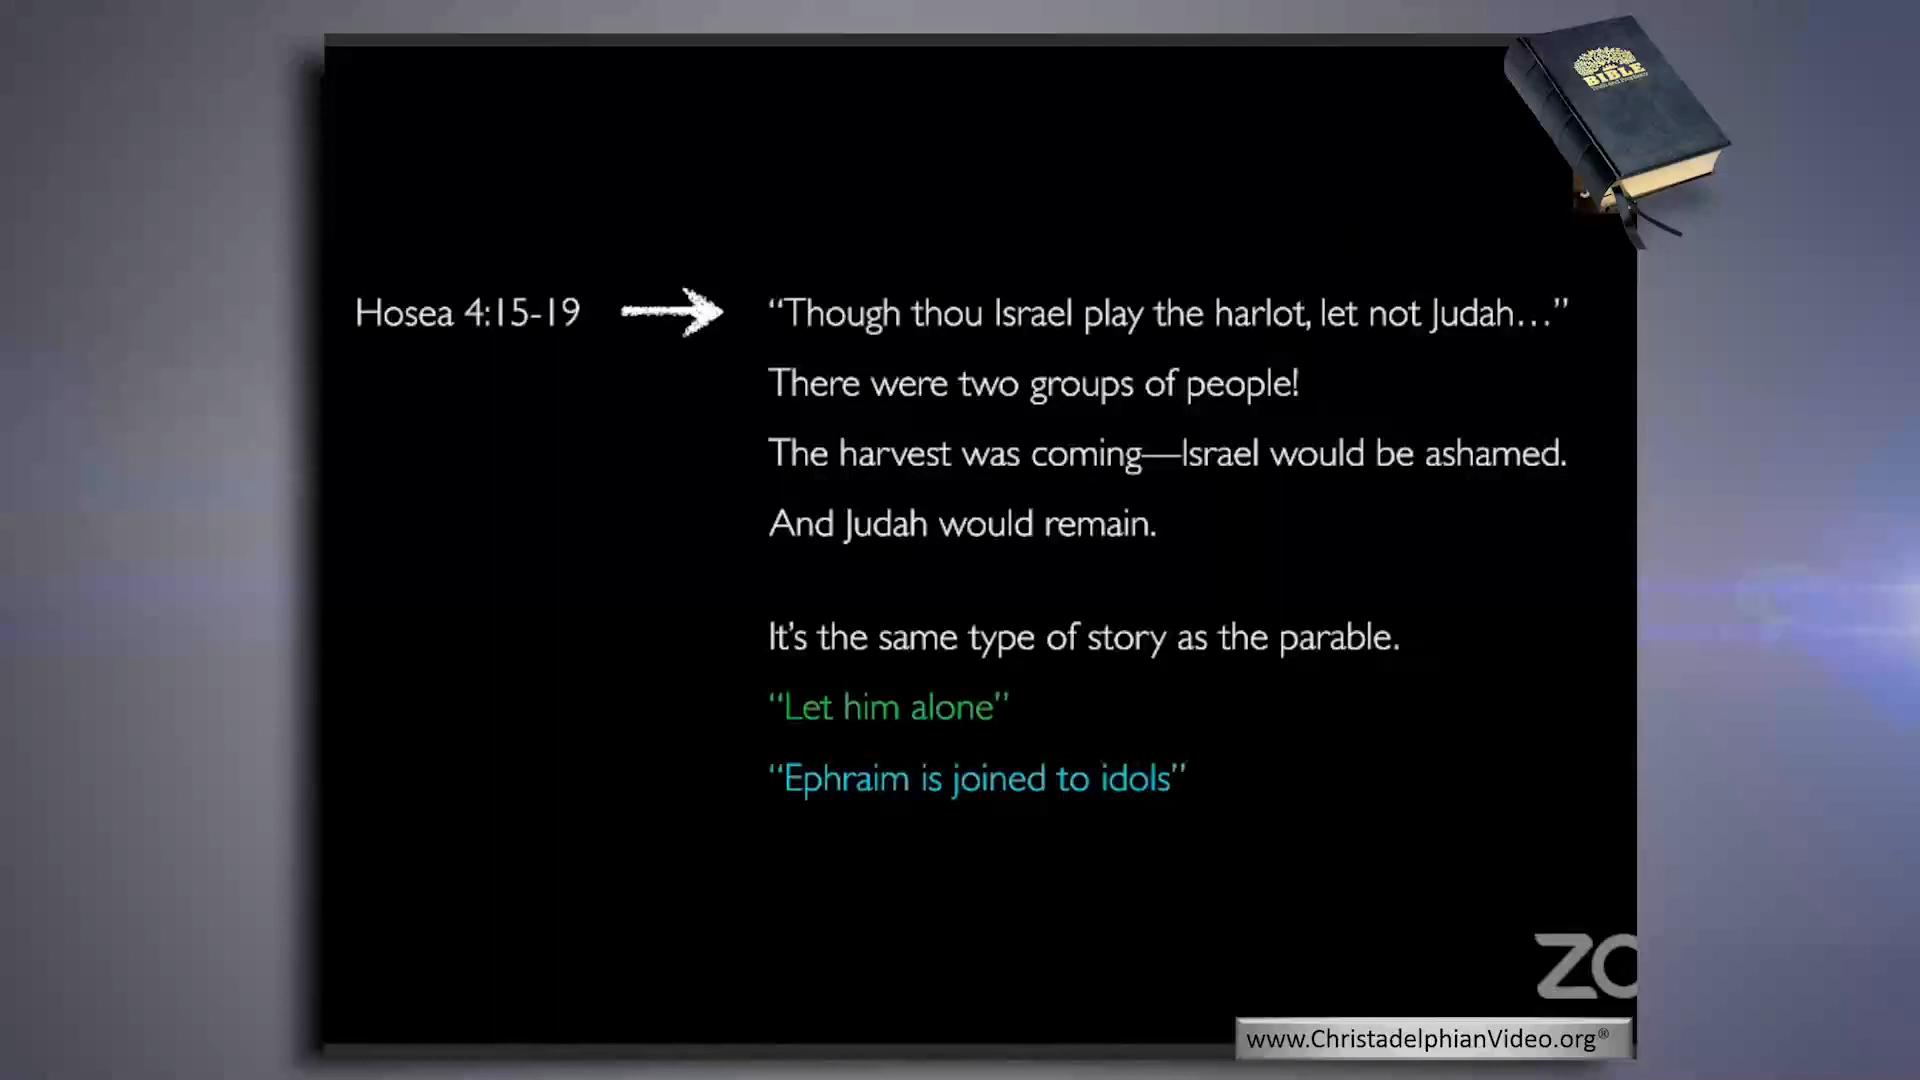 BIBLE
Hosea 4:15-19
“Though thou Israel play the harlot, let not Judah…”
There were two groups of people!
The harvest was coming—Israel would be ashamed.
And Judah would remain.
It’s the same type of story as the parable.
“Let him alone”
“Ephraim is joined to idols”
ZO
www.ChristadelphianVideo.org®